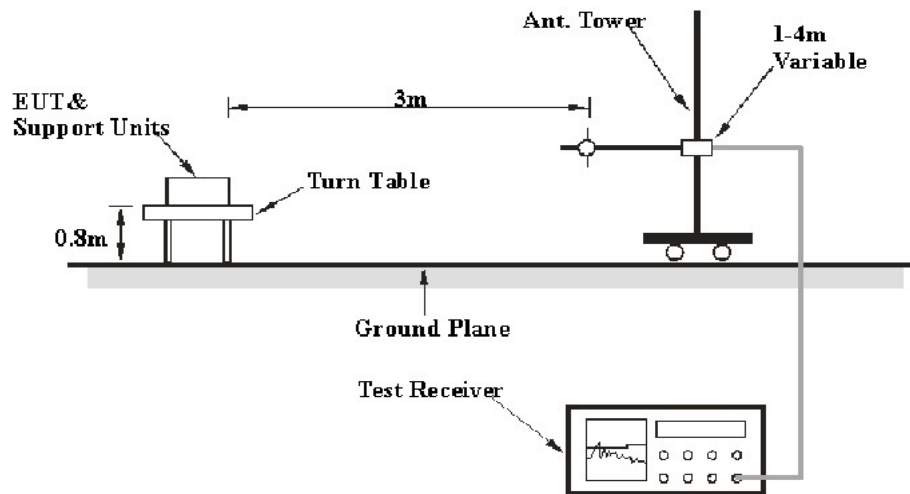 Ant. Tower
1-4m
Variable
3m
EUT&
Support Units
Turn Table
0.8m
Ground Plane
Test Receiver